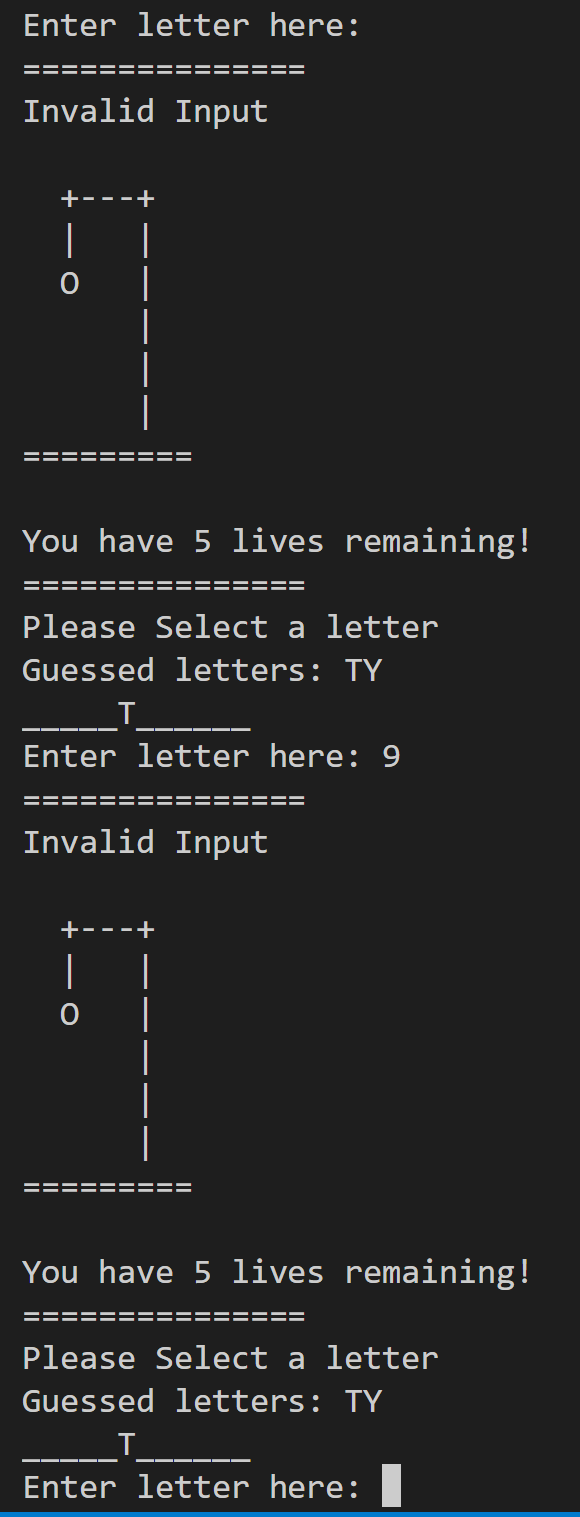 Enter letter here:
===============
Invalid Input
  +---+
  |   |
  O   |
      |
      |
      |
=========
You have 5 lives remaining!
===============
Please Select a letter
Guessed letters: TY
_____T______
Enter letter here: 9
===============
Invalid Input
  +---+
  |   |
  O   |
      |
      |
      |
=========
You have 5 lives remaining!
===============
Please Select a letter
Guessed letters: TY
_____T______
Enter letter here: